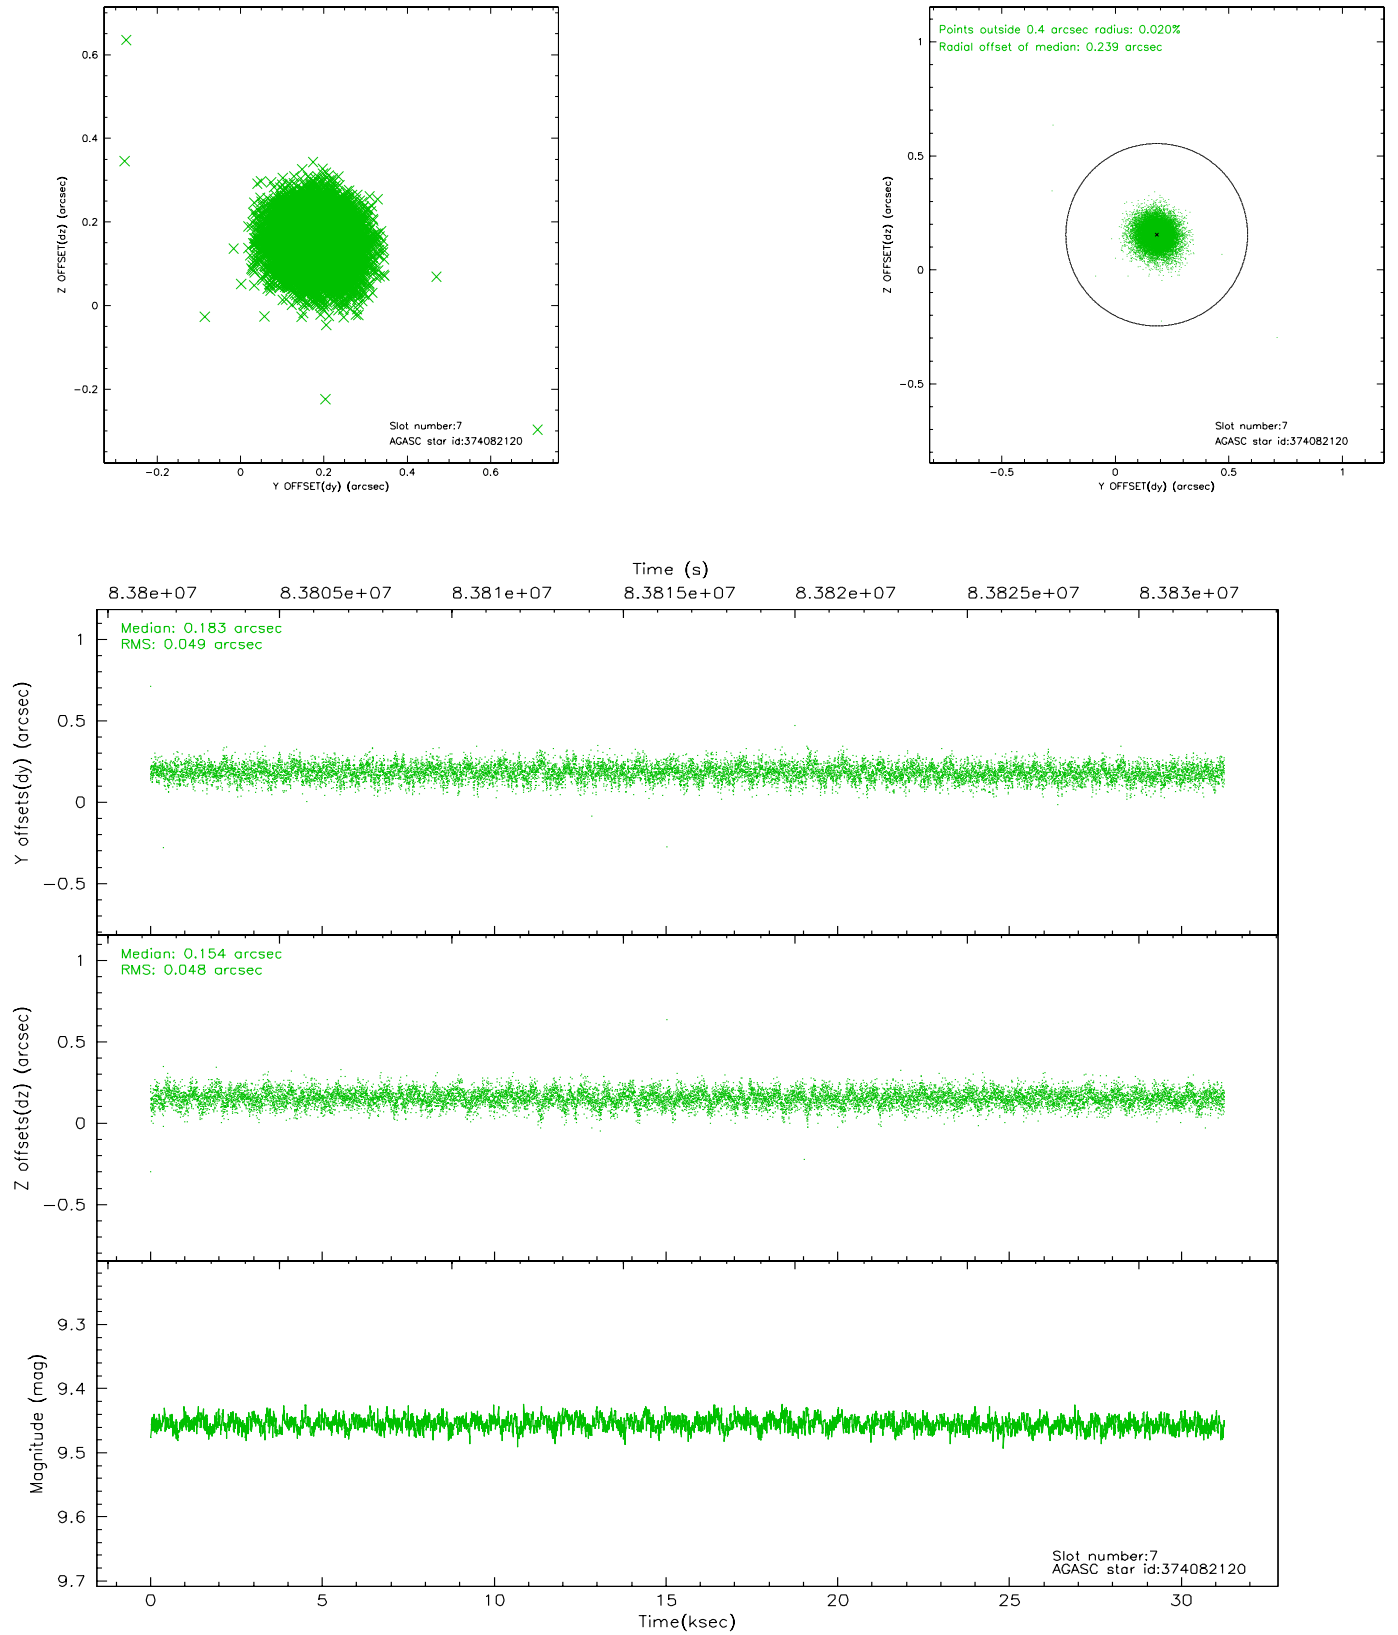 0.6
0.4
0.2
0
−0.2
Z OFFSET(dz) (arcsec)
Slot number:7
AGASC star id:374082120
−0.2 0 0.2 0.4 0.6
Y OFFSET(dy) (arcsec)
Points outside 0.4 arcsec radius: 0.020%
Radial offset of median: 0.239 arcsec
1
0.5
0
−0.5
Z OFFSET(dz) (arcsec)
Slot number:7
AGASC star id:374082120
−0.5 0 0.5 1
Y OFFSET(dy) (arcsec)
Time (s)
8.38e+07 8.3805e+07 8.381e+07 8.3815e+07 8.382e+07 8.3825e+07 8.383e+07
Median: 0.183 arcsec
RMS: 0.049 arcsec
1
0.5
0
−0.5
Y offsets(dy) (arcsec)
Median: 0.154 arcsec
RMS: 0.048 arcsec
1
0.5
0
−0.5
Z offsets(dz) (arcsec)
9.3
9.4
9.5
9.6
9.7
Magnitude (mag)
Slot number:7
AGASC star id:374082120
0 5 10 15 20 25 30
Time(ksec)